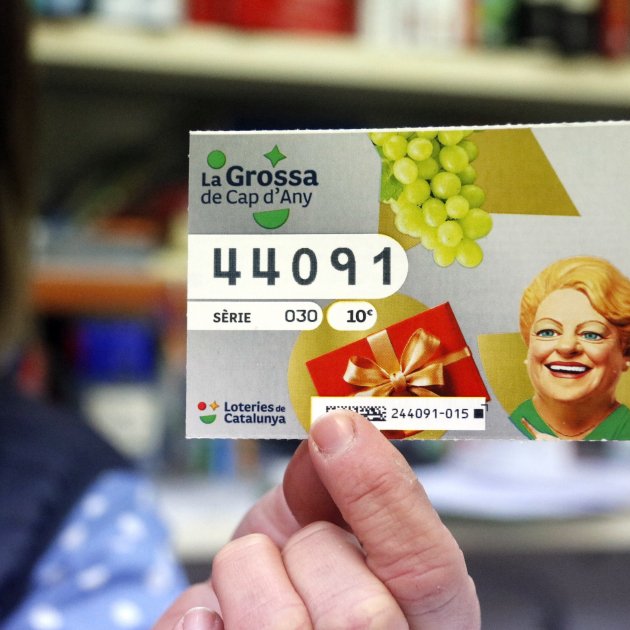 La Grossa
de Cap d'Any
44091
SÈRIE 030 10€
Loteries de
Catalunya
244091-015